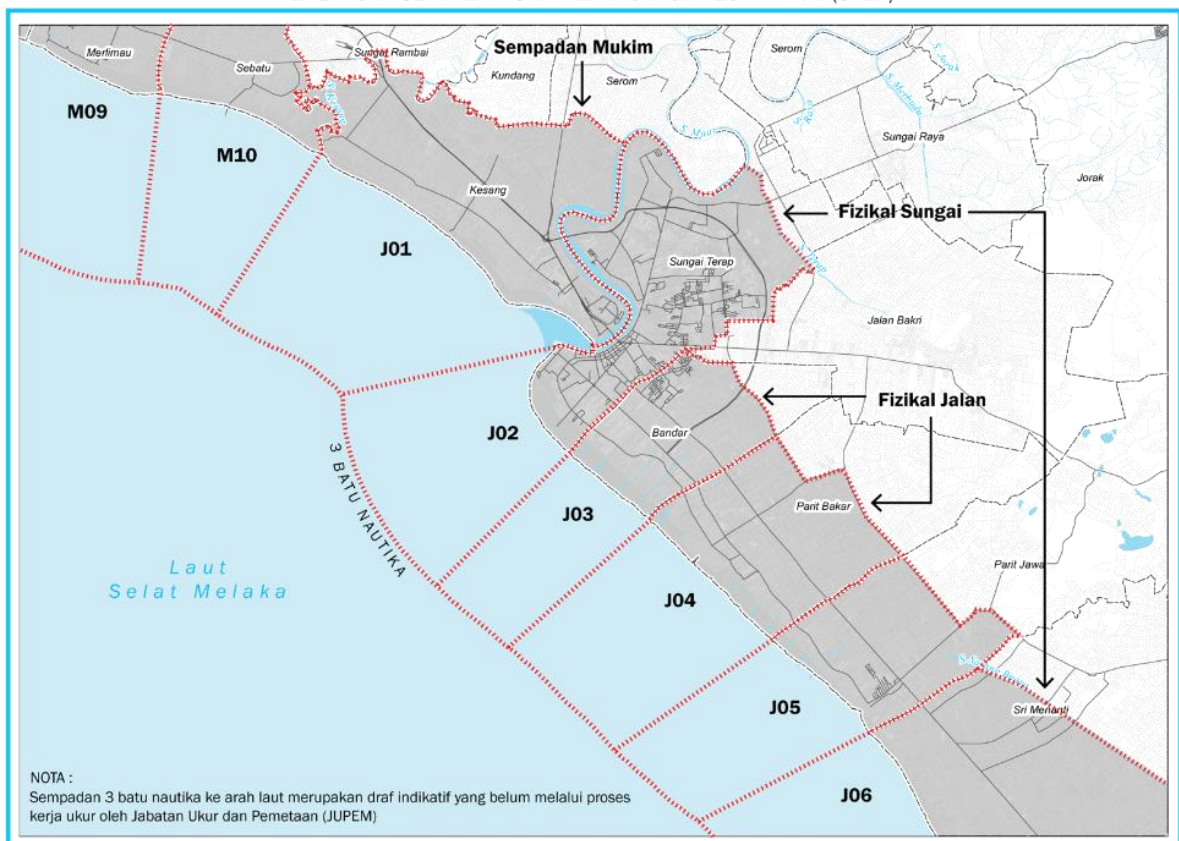 Merlimau
Sebatu
Sungai Rambai
Kundang
Sempadan Mukim
Serom
Serom
S. Jorak
S. Muar
Sungai Raya
Jorak
M09
M10
Kesang
Fizikal Sungai
J01
Sungai Terap
S. Terap
Jalan Bakri
Fizikal Jalan
J02
Bandar
3 BATU NAUTIKA
J03
Parit Bakar
Laut
Selat Melaka
Parit Jawa
J04
J05
Sri Menanti
J06
NOTA :
Sempadan 3 batu nautika ke arah laut merupakan draf indikatif yang belum melalui proses
kerja ukur oleh Jabatan Ukur dan Pemetaan (JUPEM)